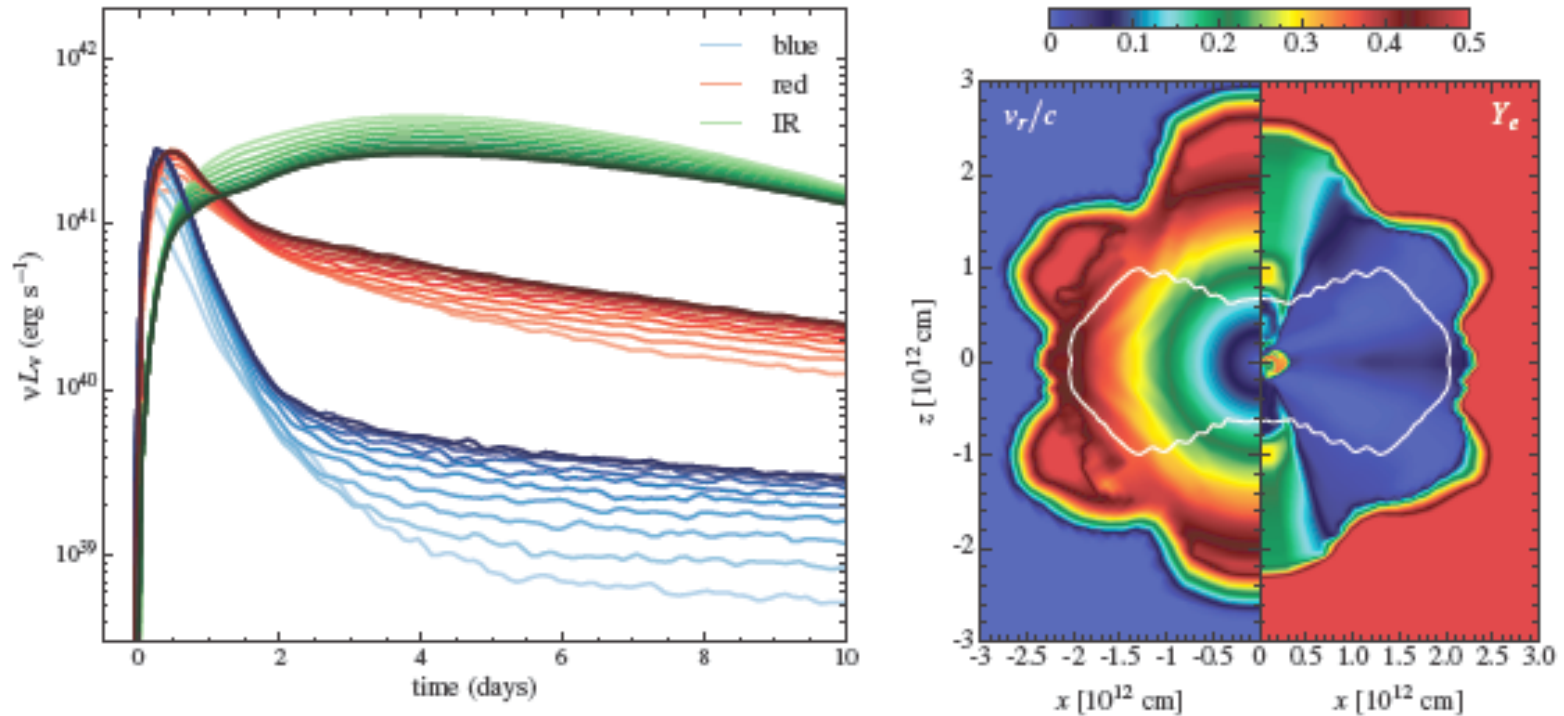 10^42
10^41
10^40
10^39
νL_ν (erg s^−1)
blue
red
IR
0 2 4 6 8 10
time (days)
0 0.1 0.2 0.3 0.4 0.5
v_r/c
Y_e
3
2
1
0
-1
-2
-3
z [10^12 cm]
-3 -2.5 -2 -1.5 -1 -0.5 0 0.5 1.0 1.5 2.0 2.5 3.0
x [10^12 cm] x [10^12 cm]